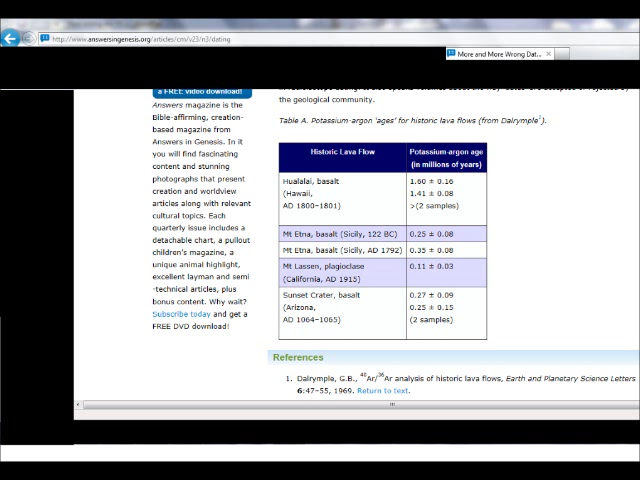 http://www.answersingenesis.org/articles/cm/v23/n3/dating
More and More Wrong Dat...
a FREE video download!
Answers magazine is the
Bible-affirming, creation-
based magazine from
Answers in Genesis. In it
you will find fascinating
content and stunning
photographs that present
creation and worldview
articles along with relevant
cultural topics. Each
quarterly issue includes a
detachable chart, a pullout
children's magazine, a
unique animal highlight,
excellent layman and semi
-technical articles, plus
bonus content. Why wait?
Subscribe today and get a
FREE DVD download!
the geological community.
Table A. Potassium-argon 'ages' for historic lava flows (from Dalrymple¹).
Historic Lava Flow
Potassium-argon age
(in millions of years)
Hualalai, basalt
(Hawaii,
AD 1800–1801)
1.60 ± 0.16
1.41 ± 0.08
>(2 samples)
Mt Etna, basalt (Sicily, 122 BC) 0.25 ± 0.08
Mt Etna, basalt (Sicily, AD 1792) 0.35 ± 0.08
Mt Lassen, plagioclase
(California, AD 1915)
0.11 ± 0.03
Sunset Crater, basalt
(Arizona,
AD 1064–1065)
0.27 ± 0.09
0.25 ± 0.15
(2 samples)
References
1. Dalrymple, G.B., ⁴⁰Ar/³⁶Ar analysis of historic lava flows, Earth and Planetary Science Letters
6:47–55, 1969. Return to text.